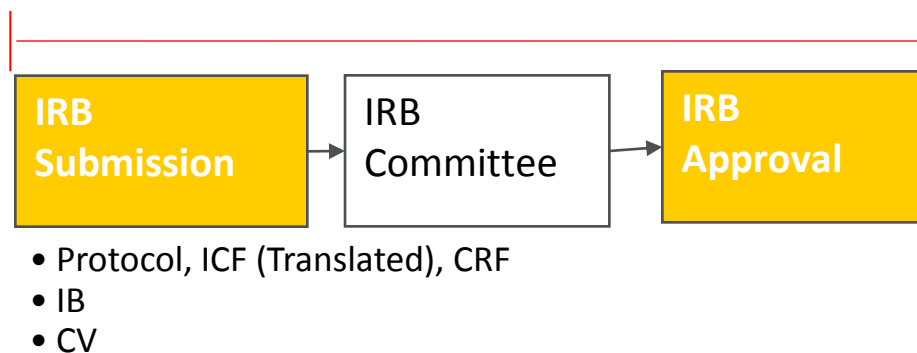 IRB
Submission
IRB
Committee
IRB
Approval
• Protocol, ICF (Translated), CRF
• IB
• CV